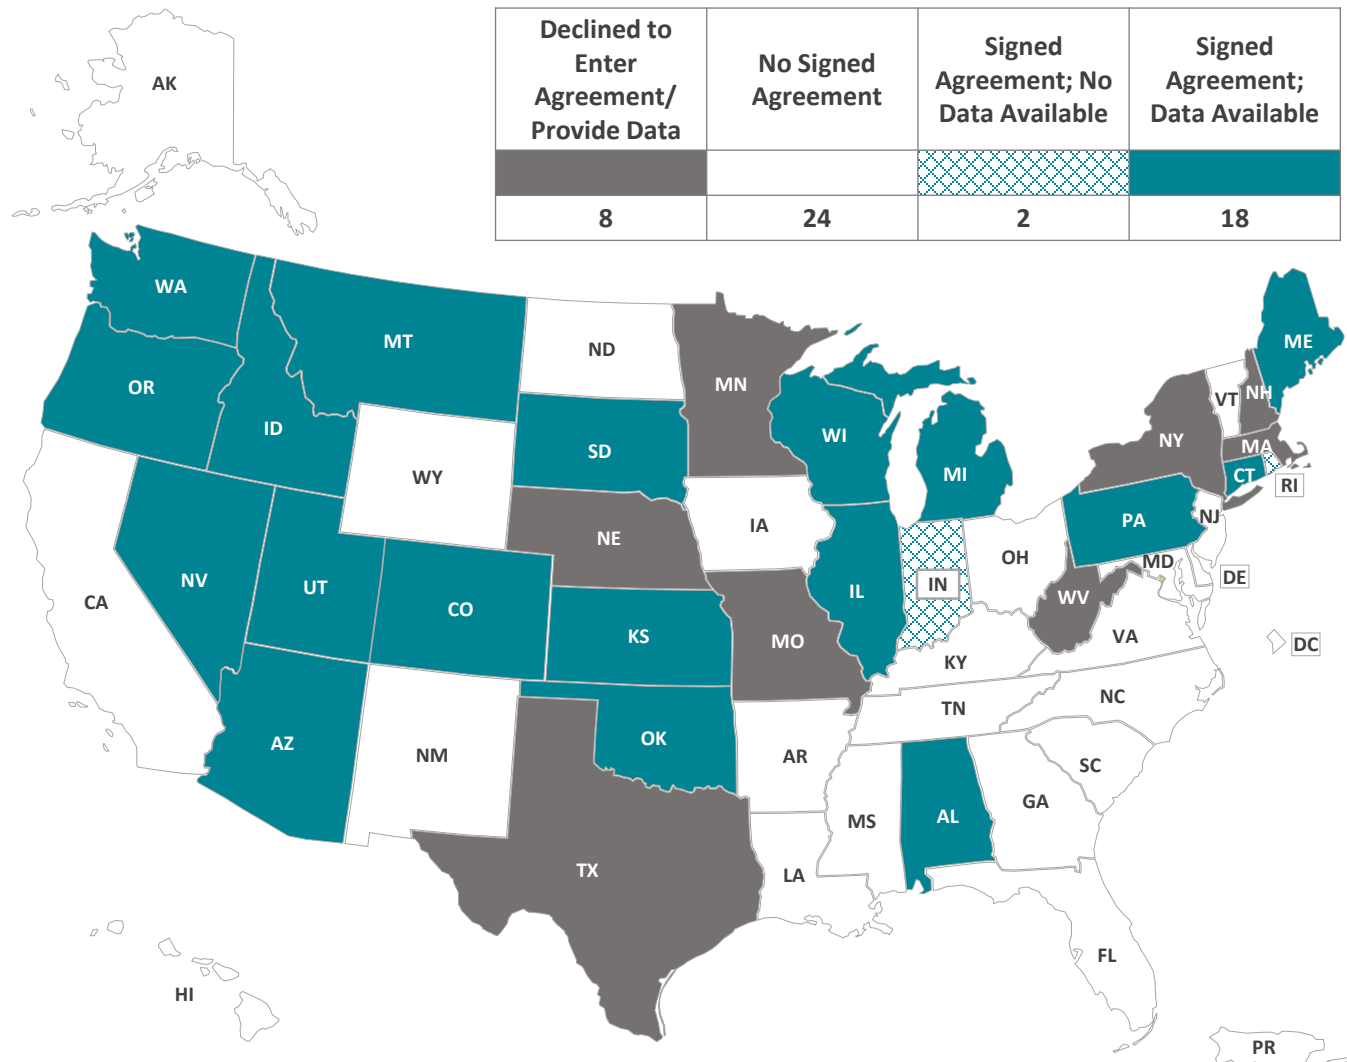 Declined to
Enter
Agreement/
Provide Data
No Signed
Agreement
Signed
Agreement; No
Data Available
Signed
Agreement;
Data Available
8
24
2
18
AK
WA
MT
ND
MN
ME
OR
ID
SD
WI
MI
VT
NH
NY
MA
CT
RI
WY
IA
NE
PA
NJ
OH
MD
DE
IN
IL
WV
VA
DC
NV
UT
CO
CA
KS
MO
KY
NC
TN
AZ
NM
OK
AR
SC
GA
MS
AL
TX
LA
FL
HI
PR